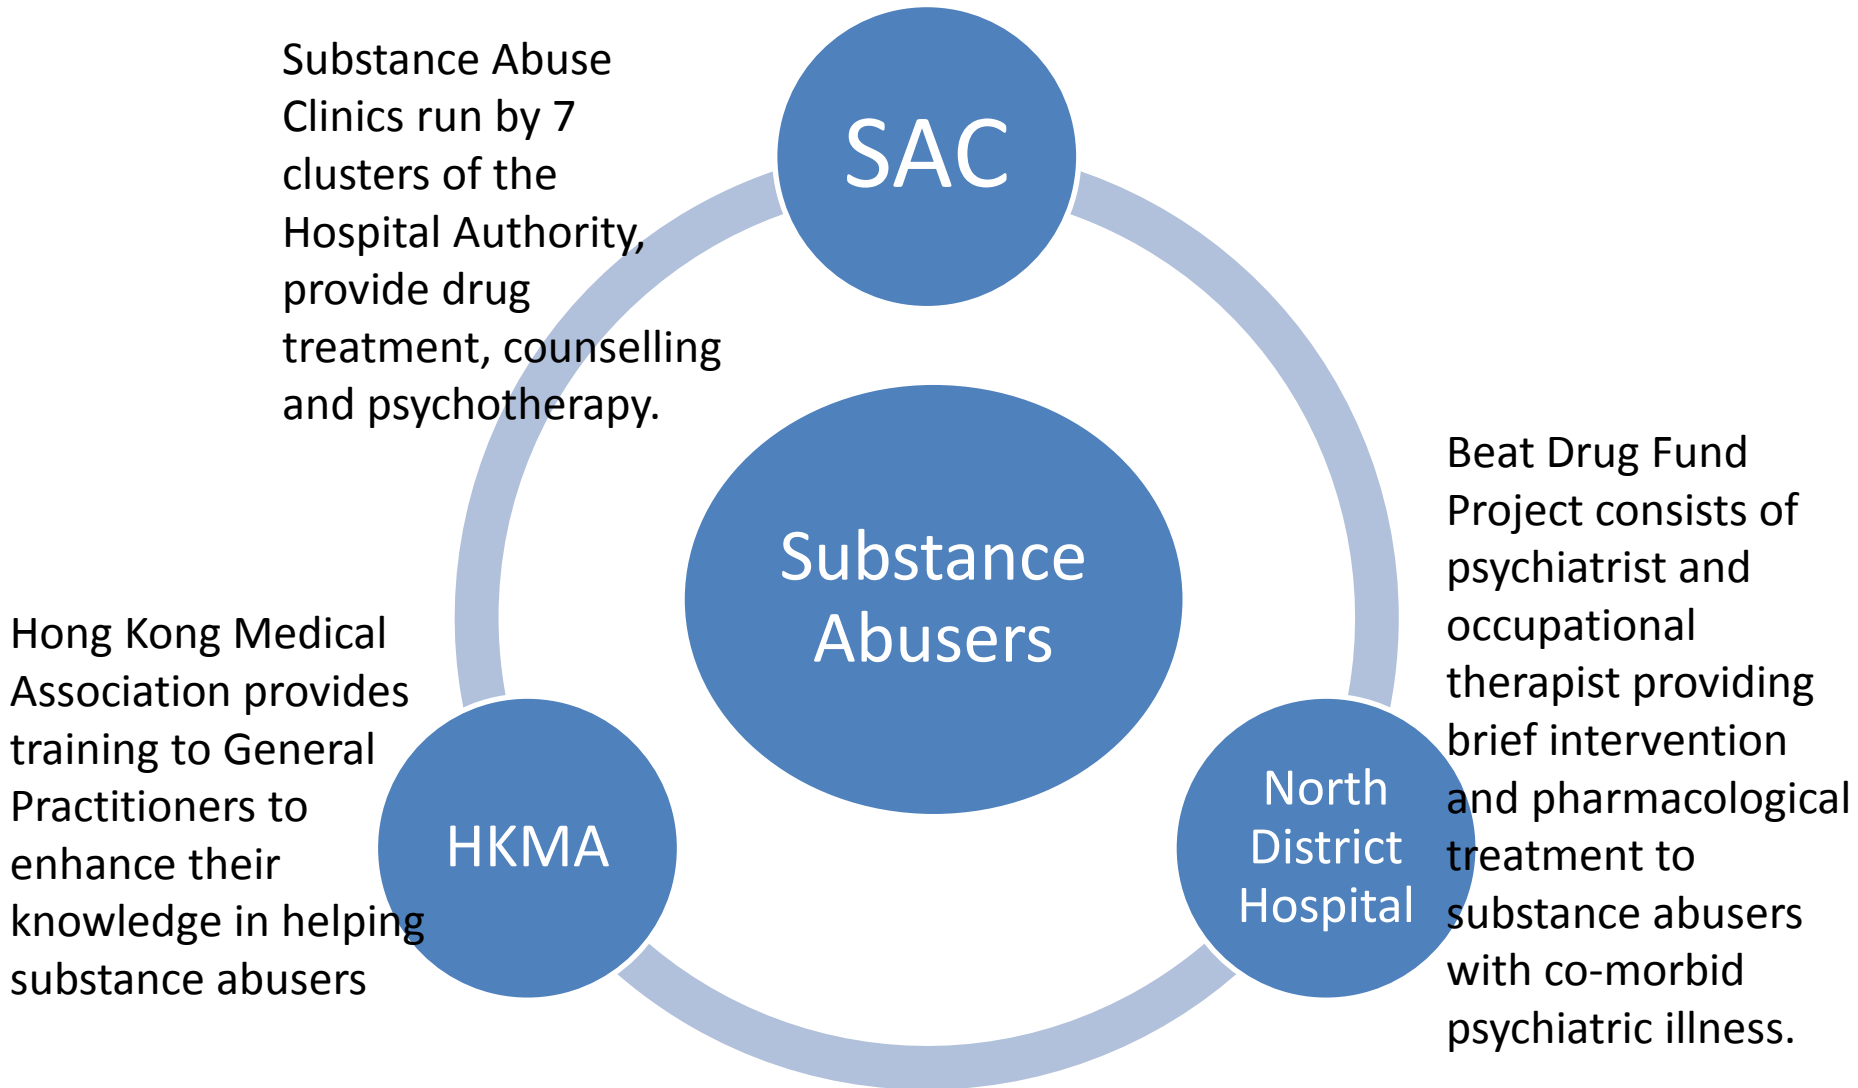 Substance Abuse
Clinics run by 7
clusters of the
Hospital Authority,
provide drug
treatment, counselling
and psychotherapy.
SAC
Substance
Abusers
Beat Drug Fund
Project consists of
psychiatrist and
occupational
therapist providing
brief intervention
and pharmacological
treatment to
substance abusers
with co-morbid
psychiatric illness.
Hong Kong Medical
Association provides
training to General
Practitioners to
enhance their
knowledge in helping
substance abusers
HKMA
North
District
Hospital